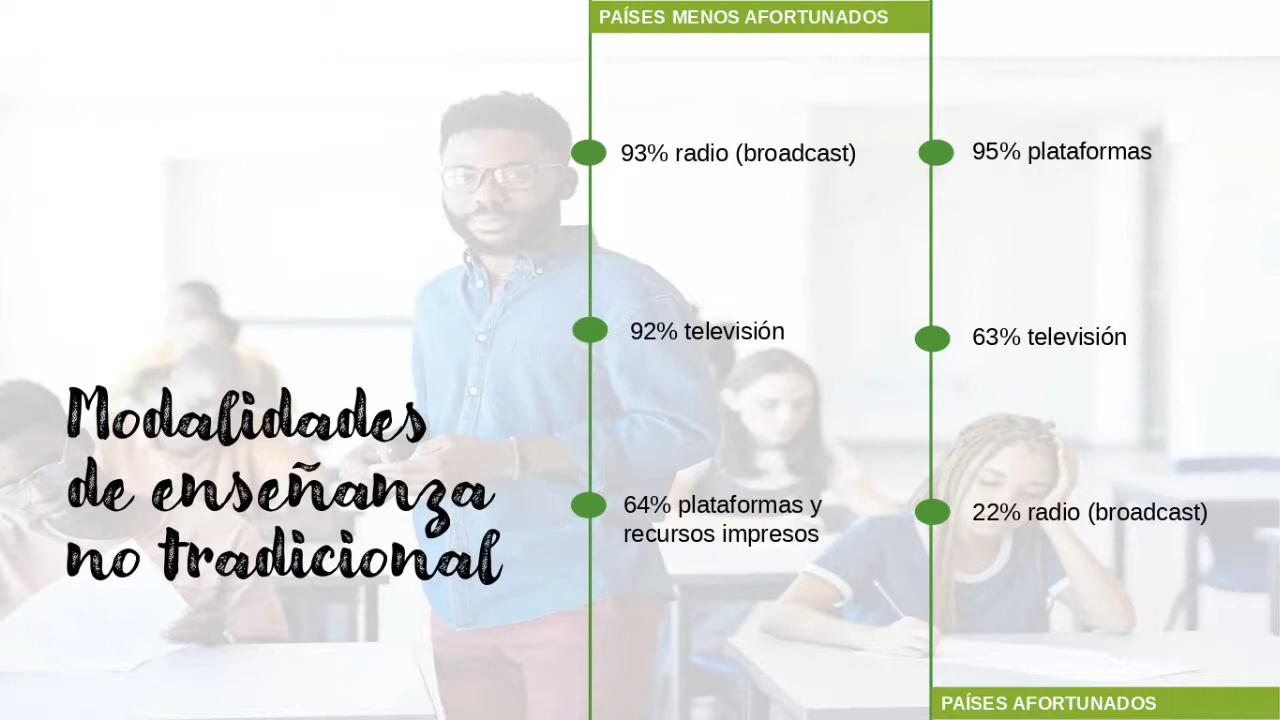 PAÍSES MENOS AFORTUNADOS
93% radio (broadcast)
92% televisión
64% plataformas y
recursos impresos
95% plataformas
63% televisión
22% radio (broadcast)
PAÍSES AFORTUNADOS
Modalidades
de enseñanza
no tradicional